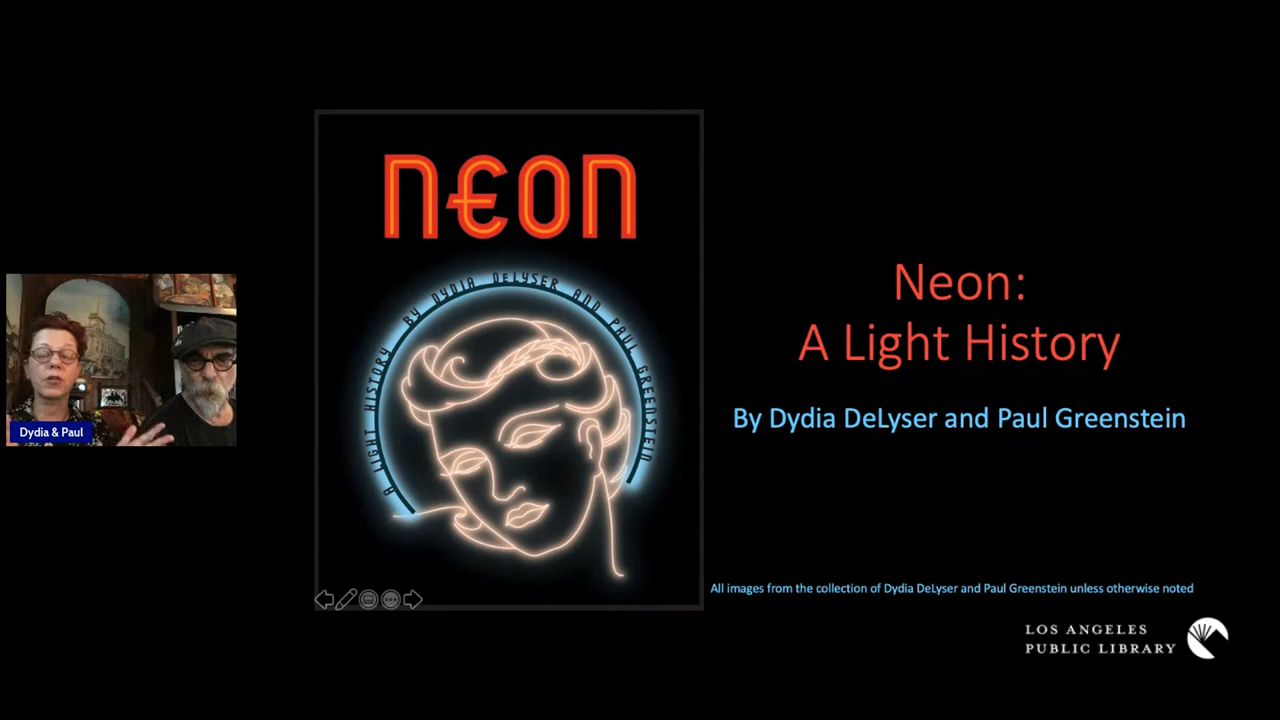 Dydia & Paul
NEON
A LIGHT HISTORY BY DYDIA DELYSER AND PAUL GREENSTEIN
Neon:
A Light History
By Dydia DeLyser and Paul Greenstein
All images from the collection of Dydia DeLyser and Paul Greenstein unless otherwise noted
LOS ANGELES
PUBLIC LIBRARY